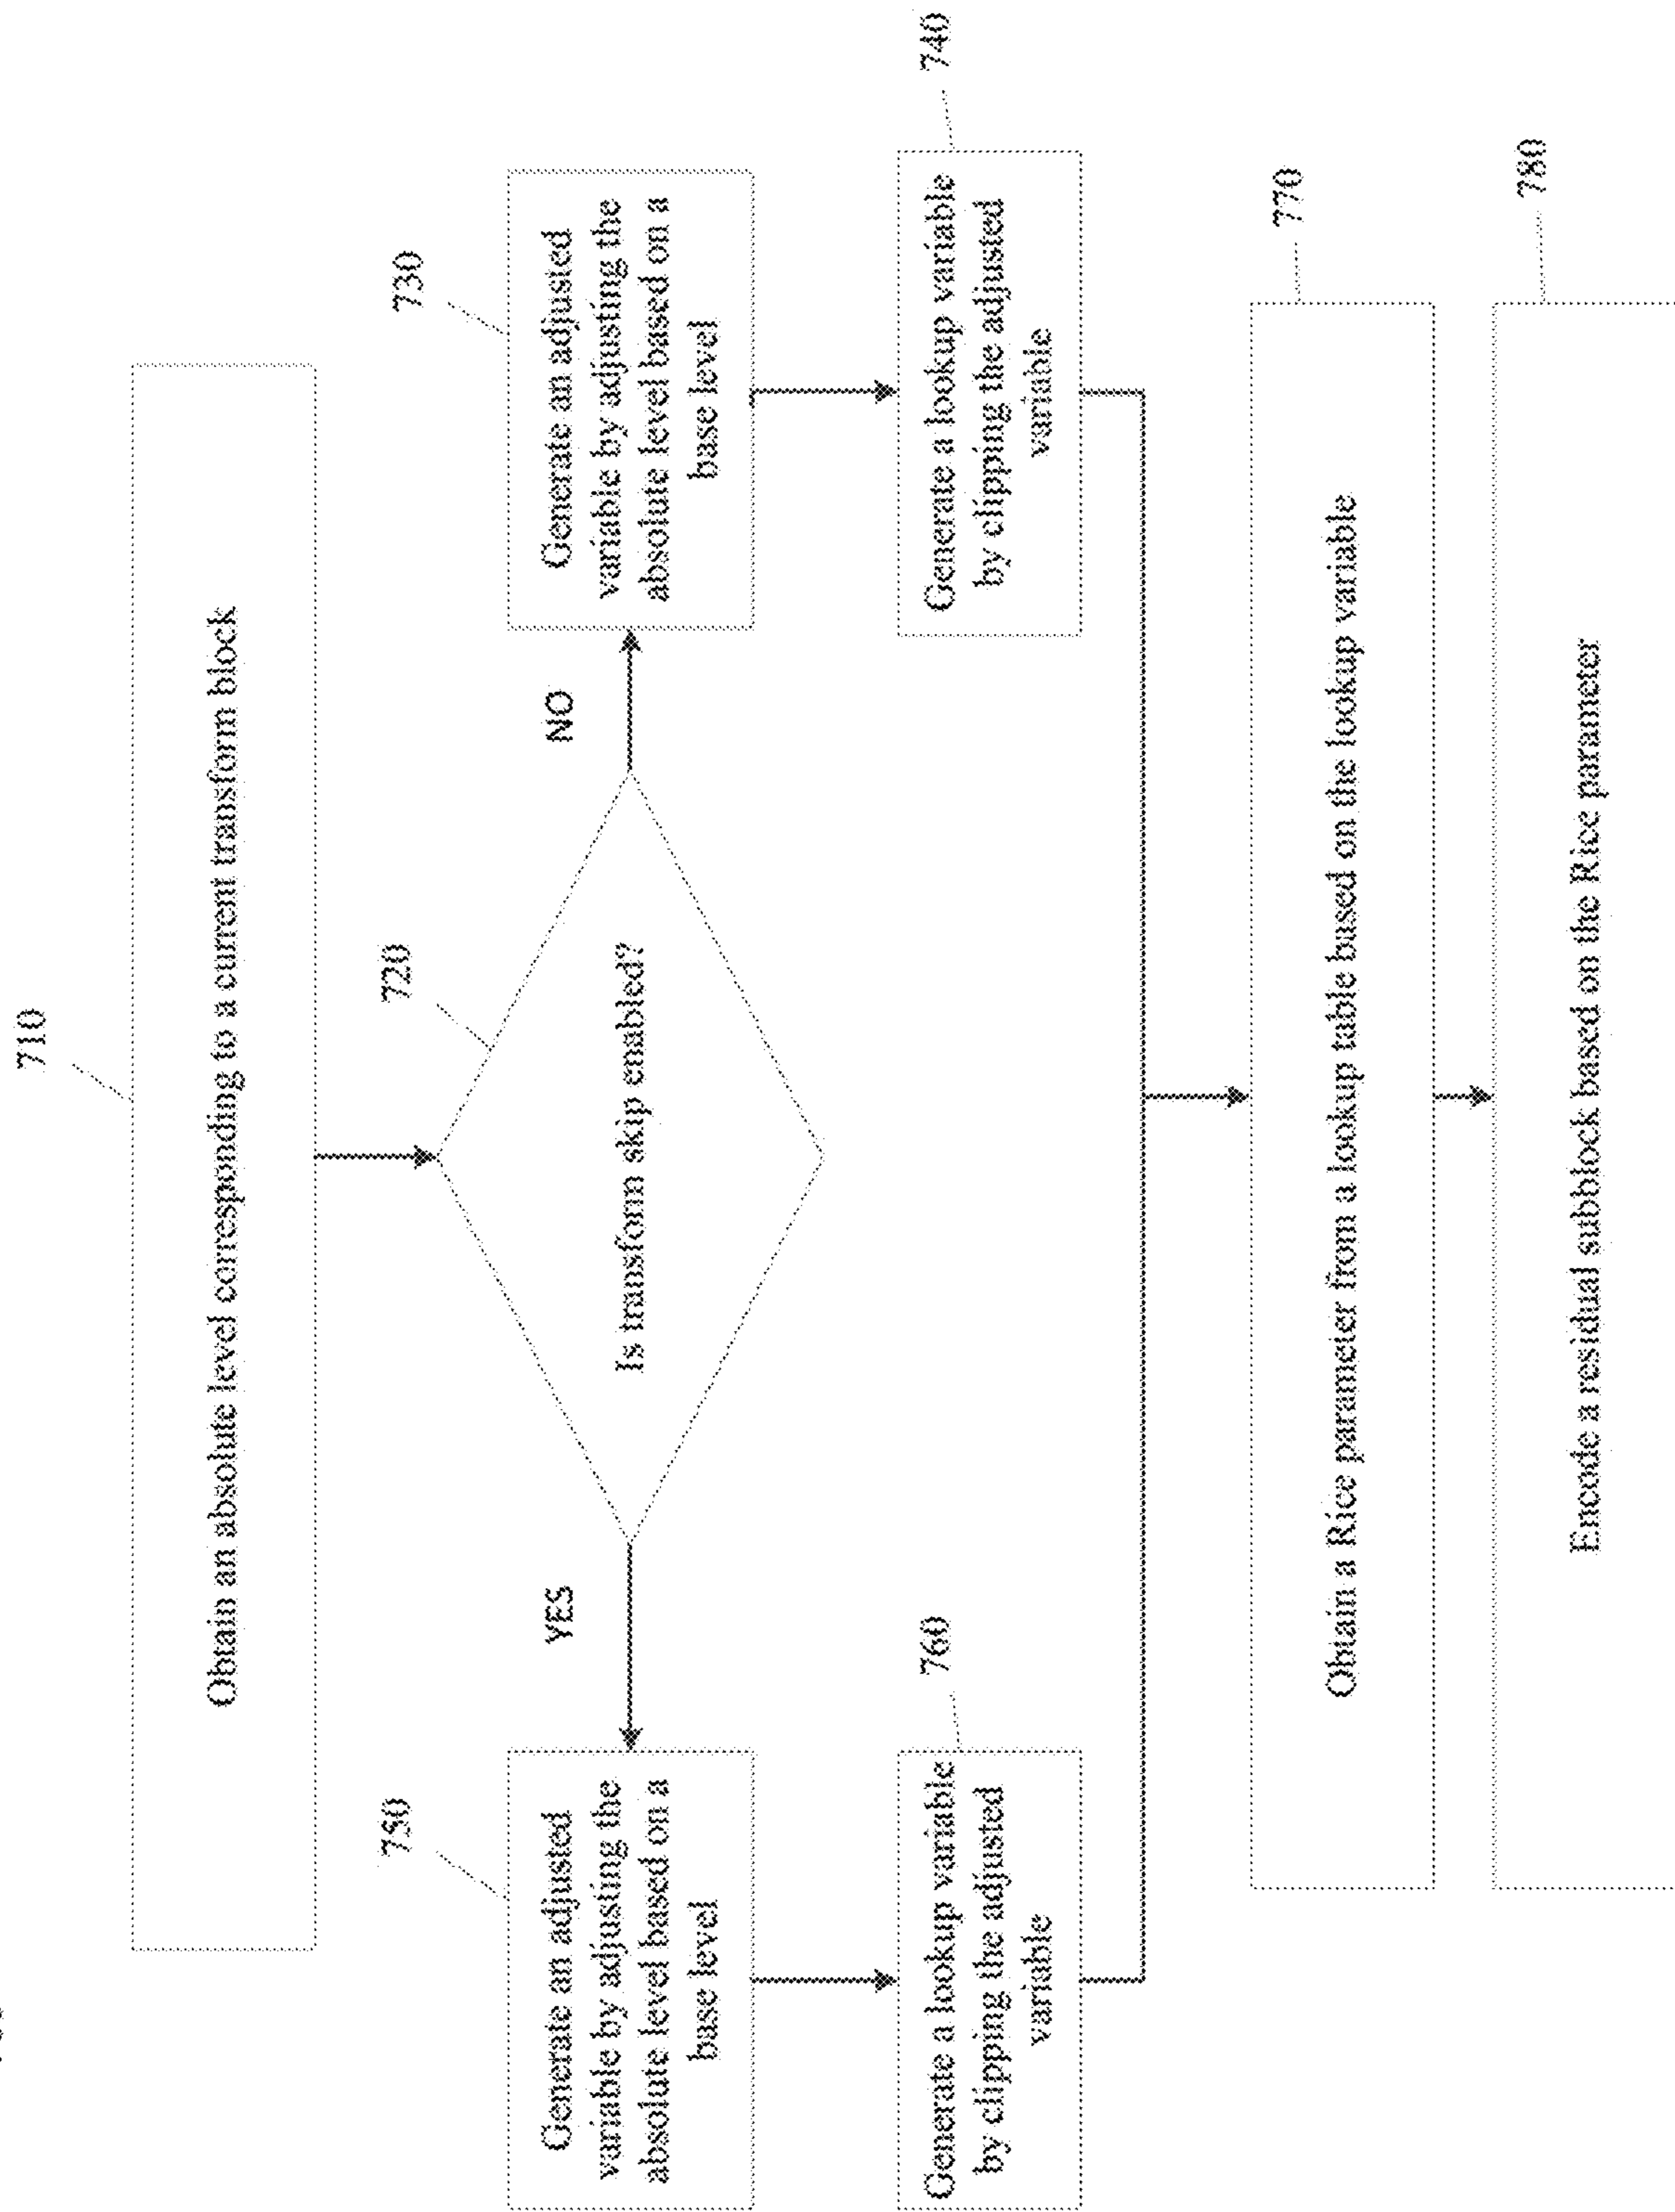 710
Obtain an absolute level corresponding to a current transform block
720
Is transform skip enabled?
YES
NO
750
Generate an adjusted
variable by adjusting the
absolute level based on a
base level
730
Generate an adjusted
variable by adjusting the
absolute level based on a
base level
760
Generate a lookup variable
by clipping the adjusted
variable
740
Generate a lookup variable
by clipping the adjusted
variable
770
Obtain a Rice parameter from a lookup table based on the lookup variable
780
Encode a residual subblock based on the Rice parameter